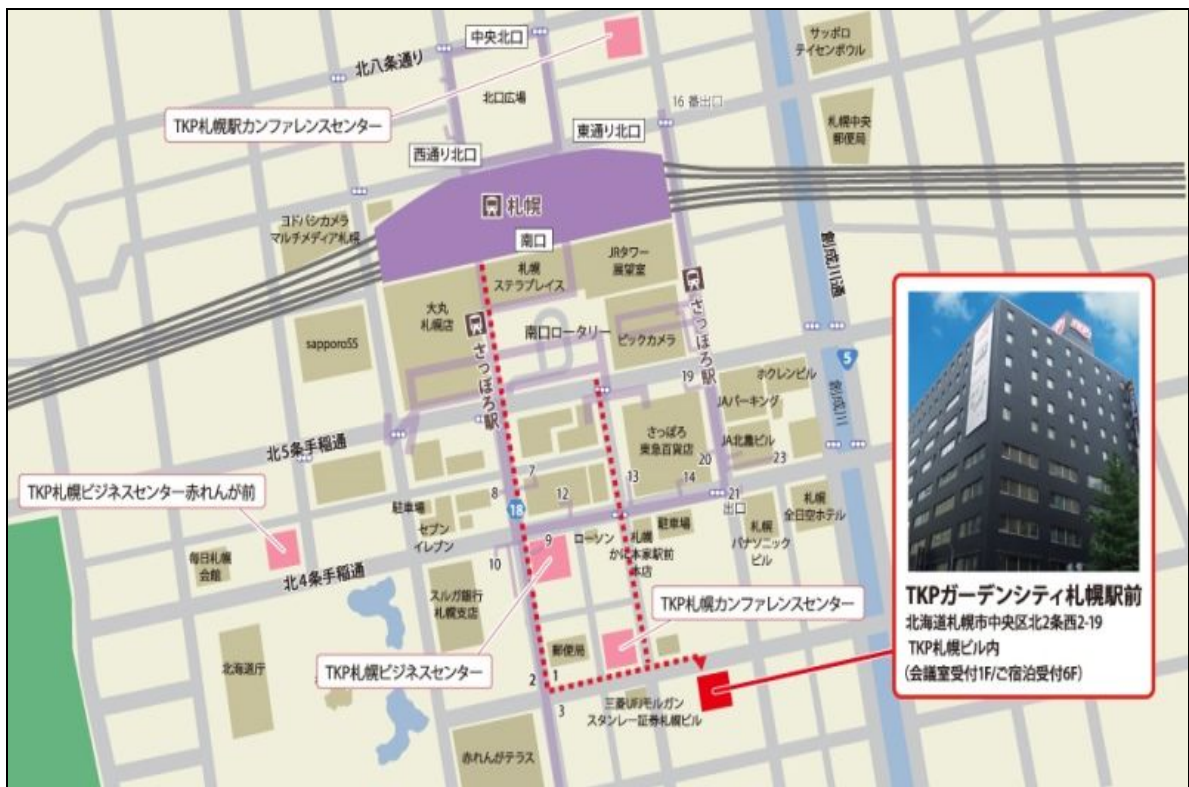 中央北口
サッポロ
テイセンボウル
北八条通り
北口広場
16 番出口
TKP札幌駅カンファレンスセンター
東通り北口
札幌中央
郵便局
西通り北口
札幌
ヨドバシカメラ
マルチメディア札幌
南口
JRタワー
展望室
札幌
ステラプレイス
創成川通
大丸
札幌店
さっぽろ駅
南口ロータリー
ビックカメラ
さっぽろ駅
sapporo55
5
19
ホクレンビル
創成川
JAパーキング
さっぽろ
東急百貨店
JA北農ビル
北5条手稲通
20
23
7
13
14
TKP札幌ビジネスセンター赤れんが前
8
12
21
出口
札幌
全日空ホテル
駐車場
18
セブン
イレブン
9
ローソン
札幌
かに本家駅前
本店
駐車場
札幌
パナソニック
ビル
毎日札幌
会館
北4条手稲通
10
スルガ銀行
札幌支店
TKP札幌カンファレンスセンター
TKP
TKPガーデンシティ札幌駅前
北海道札幌市中央区北2条西2-19
TKP札幌ビル内
(会議室受付1F/ご宿泊受付6F)
北海道庁
TKP札幌ビジネスセンター
郵便局
2
1
3
三菱UFJモルガン
スタンレー証券札幌ビル
赤れんがテラス